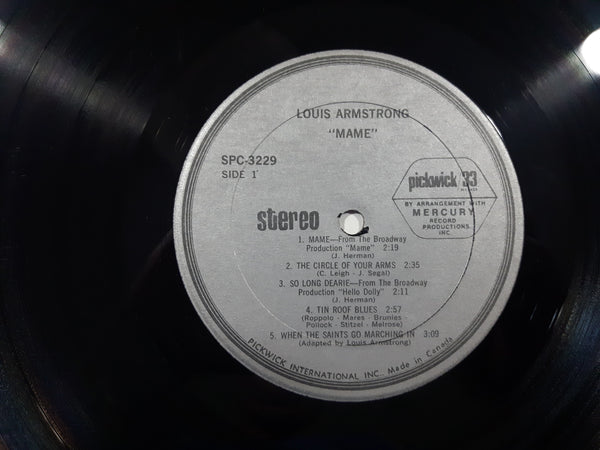 LOUIS ARMSTRONG
"MAME"
SPC-3229
SIDE 1
pickwick 33
BY ARRANGEMENT WITH
MERCURY
RECORD
PRODUCTIONS
INC.
stereo
1. MAME—From The Broadway
Production "Mame" 2:19
(J. Herman)
2. THE CIRCLE OF YOUR ARMS 2:35
(C. Leigh - J. Segal)
3. SO LONG DEARIE—From The Broadway
Production "Hello Dolly" 2:11
(J. Herman)
4. TIN ROOF BLUES 2:57
(Roppolo - Mares - Brunies
Pollock - Stitzel - Melrose)
5. WHEN THE SAINTS GO MARCHING IN 3:09
(Adapted by Louis Armstrong)
PICKWICK INTERNATIONAL INC. Made in Canada